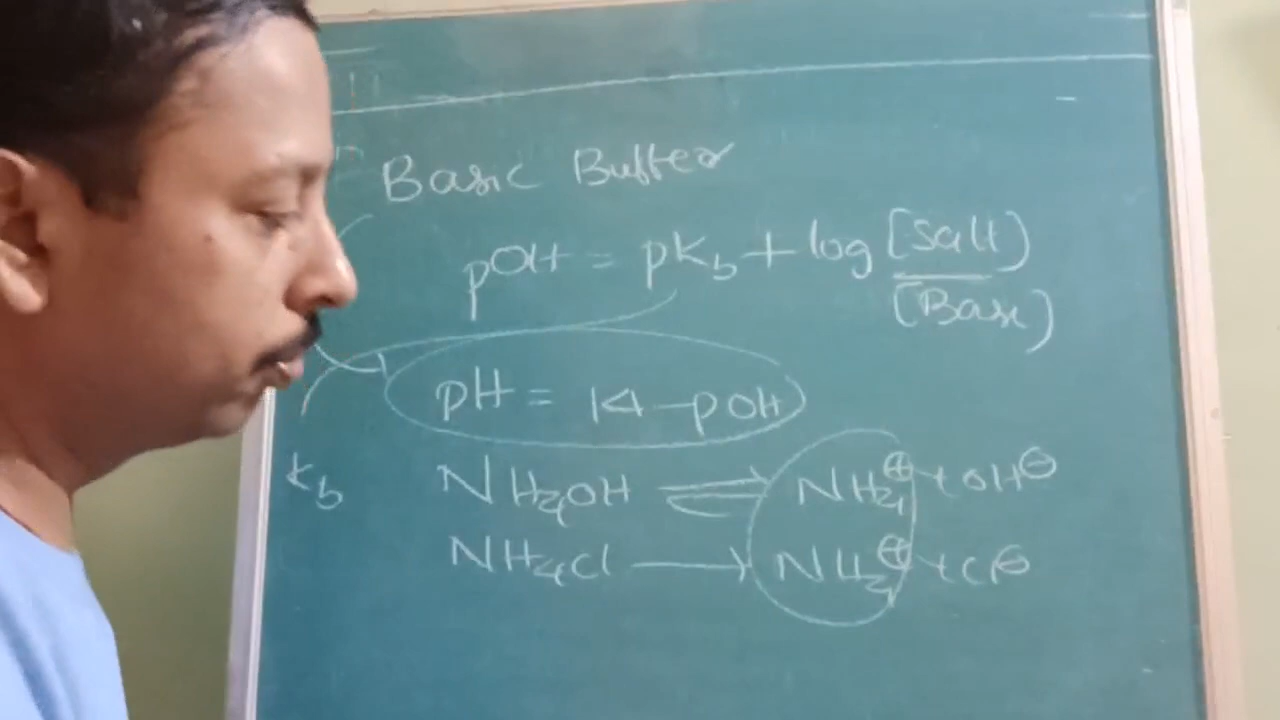 Basic Buffer
pOH = pKb + log [Salt]
[Base]
pH = 14 - pOH
Kb
NH4OH ⇌ NH4⊕ + OH⊖
NH4Cl → NH4⊕ + Cl⊖